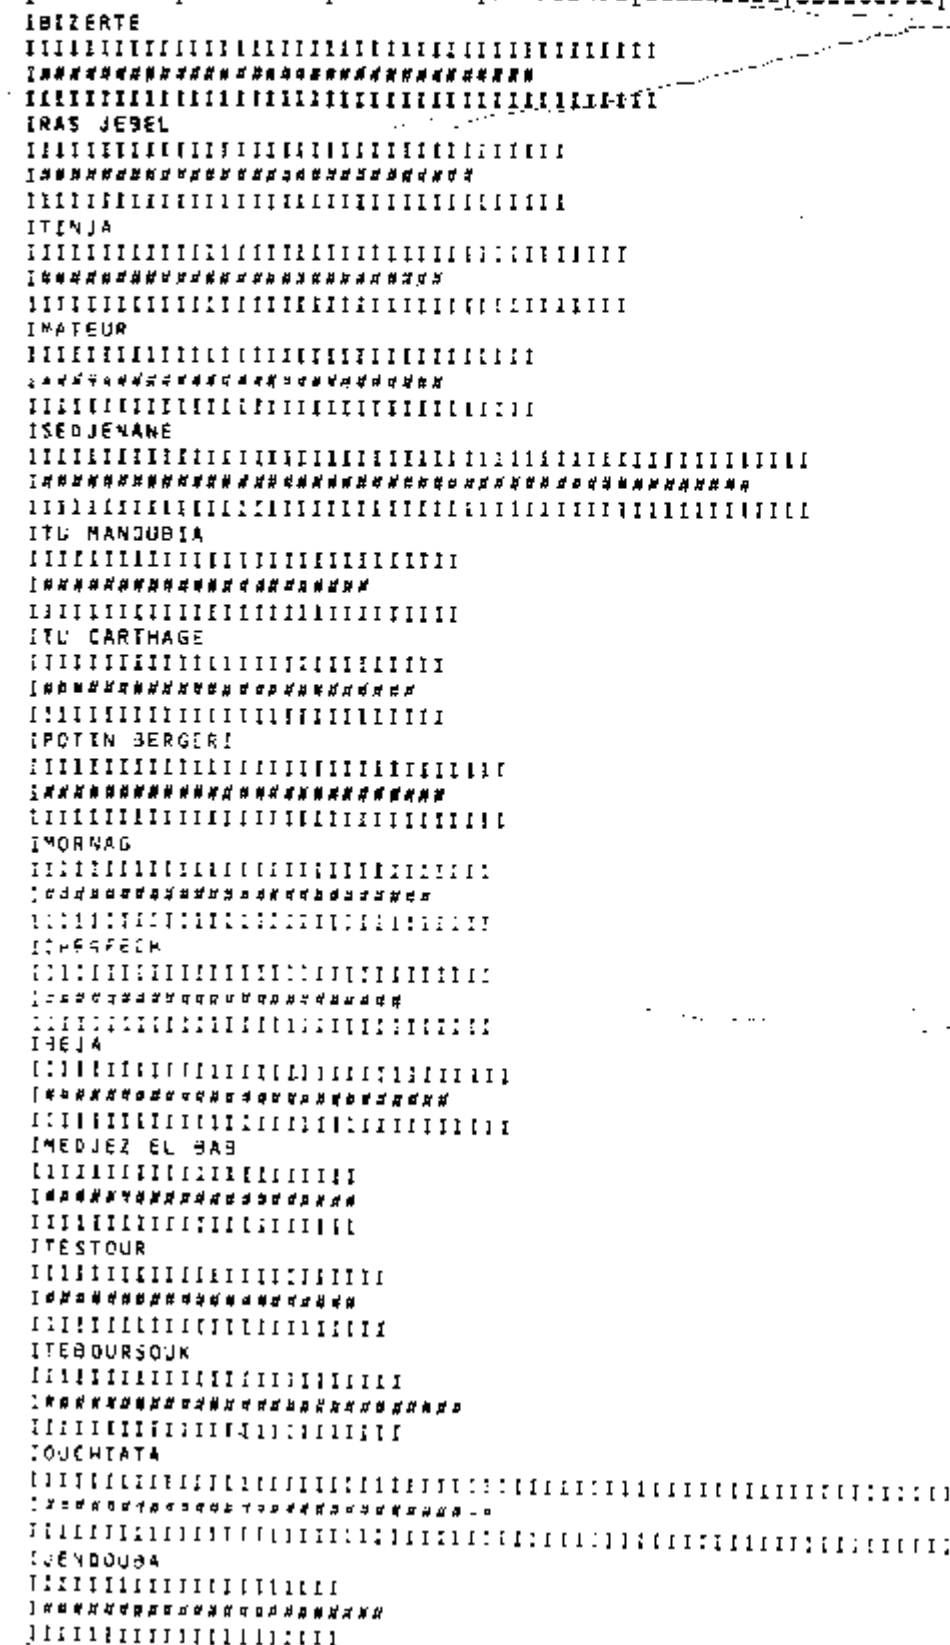 IBIZERTE
IRAS JEBEL
ITINJA
IMATEUR
ISEDJENANE
ITU MANOUBIA
ITU CARTHAGE
IPOTIN BERGERI
IMORNAG
ICHERFECH
IBEJA
IMEDJEZ EL BAB
ITESTOUR
ITEBOURSOUK
IOUCHTATA
IJENDOUBA